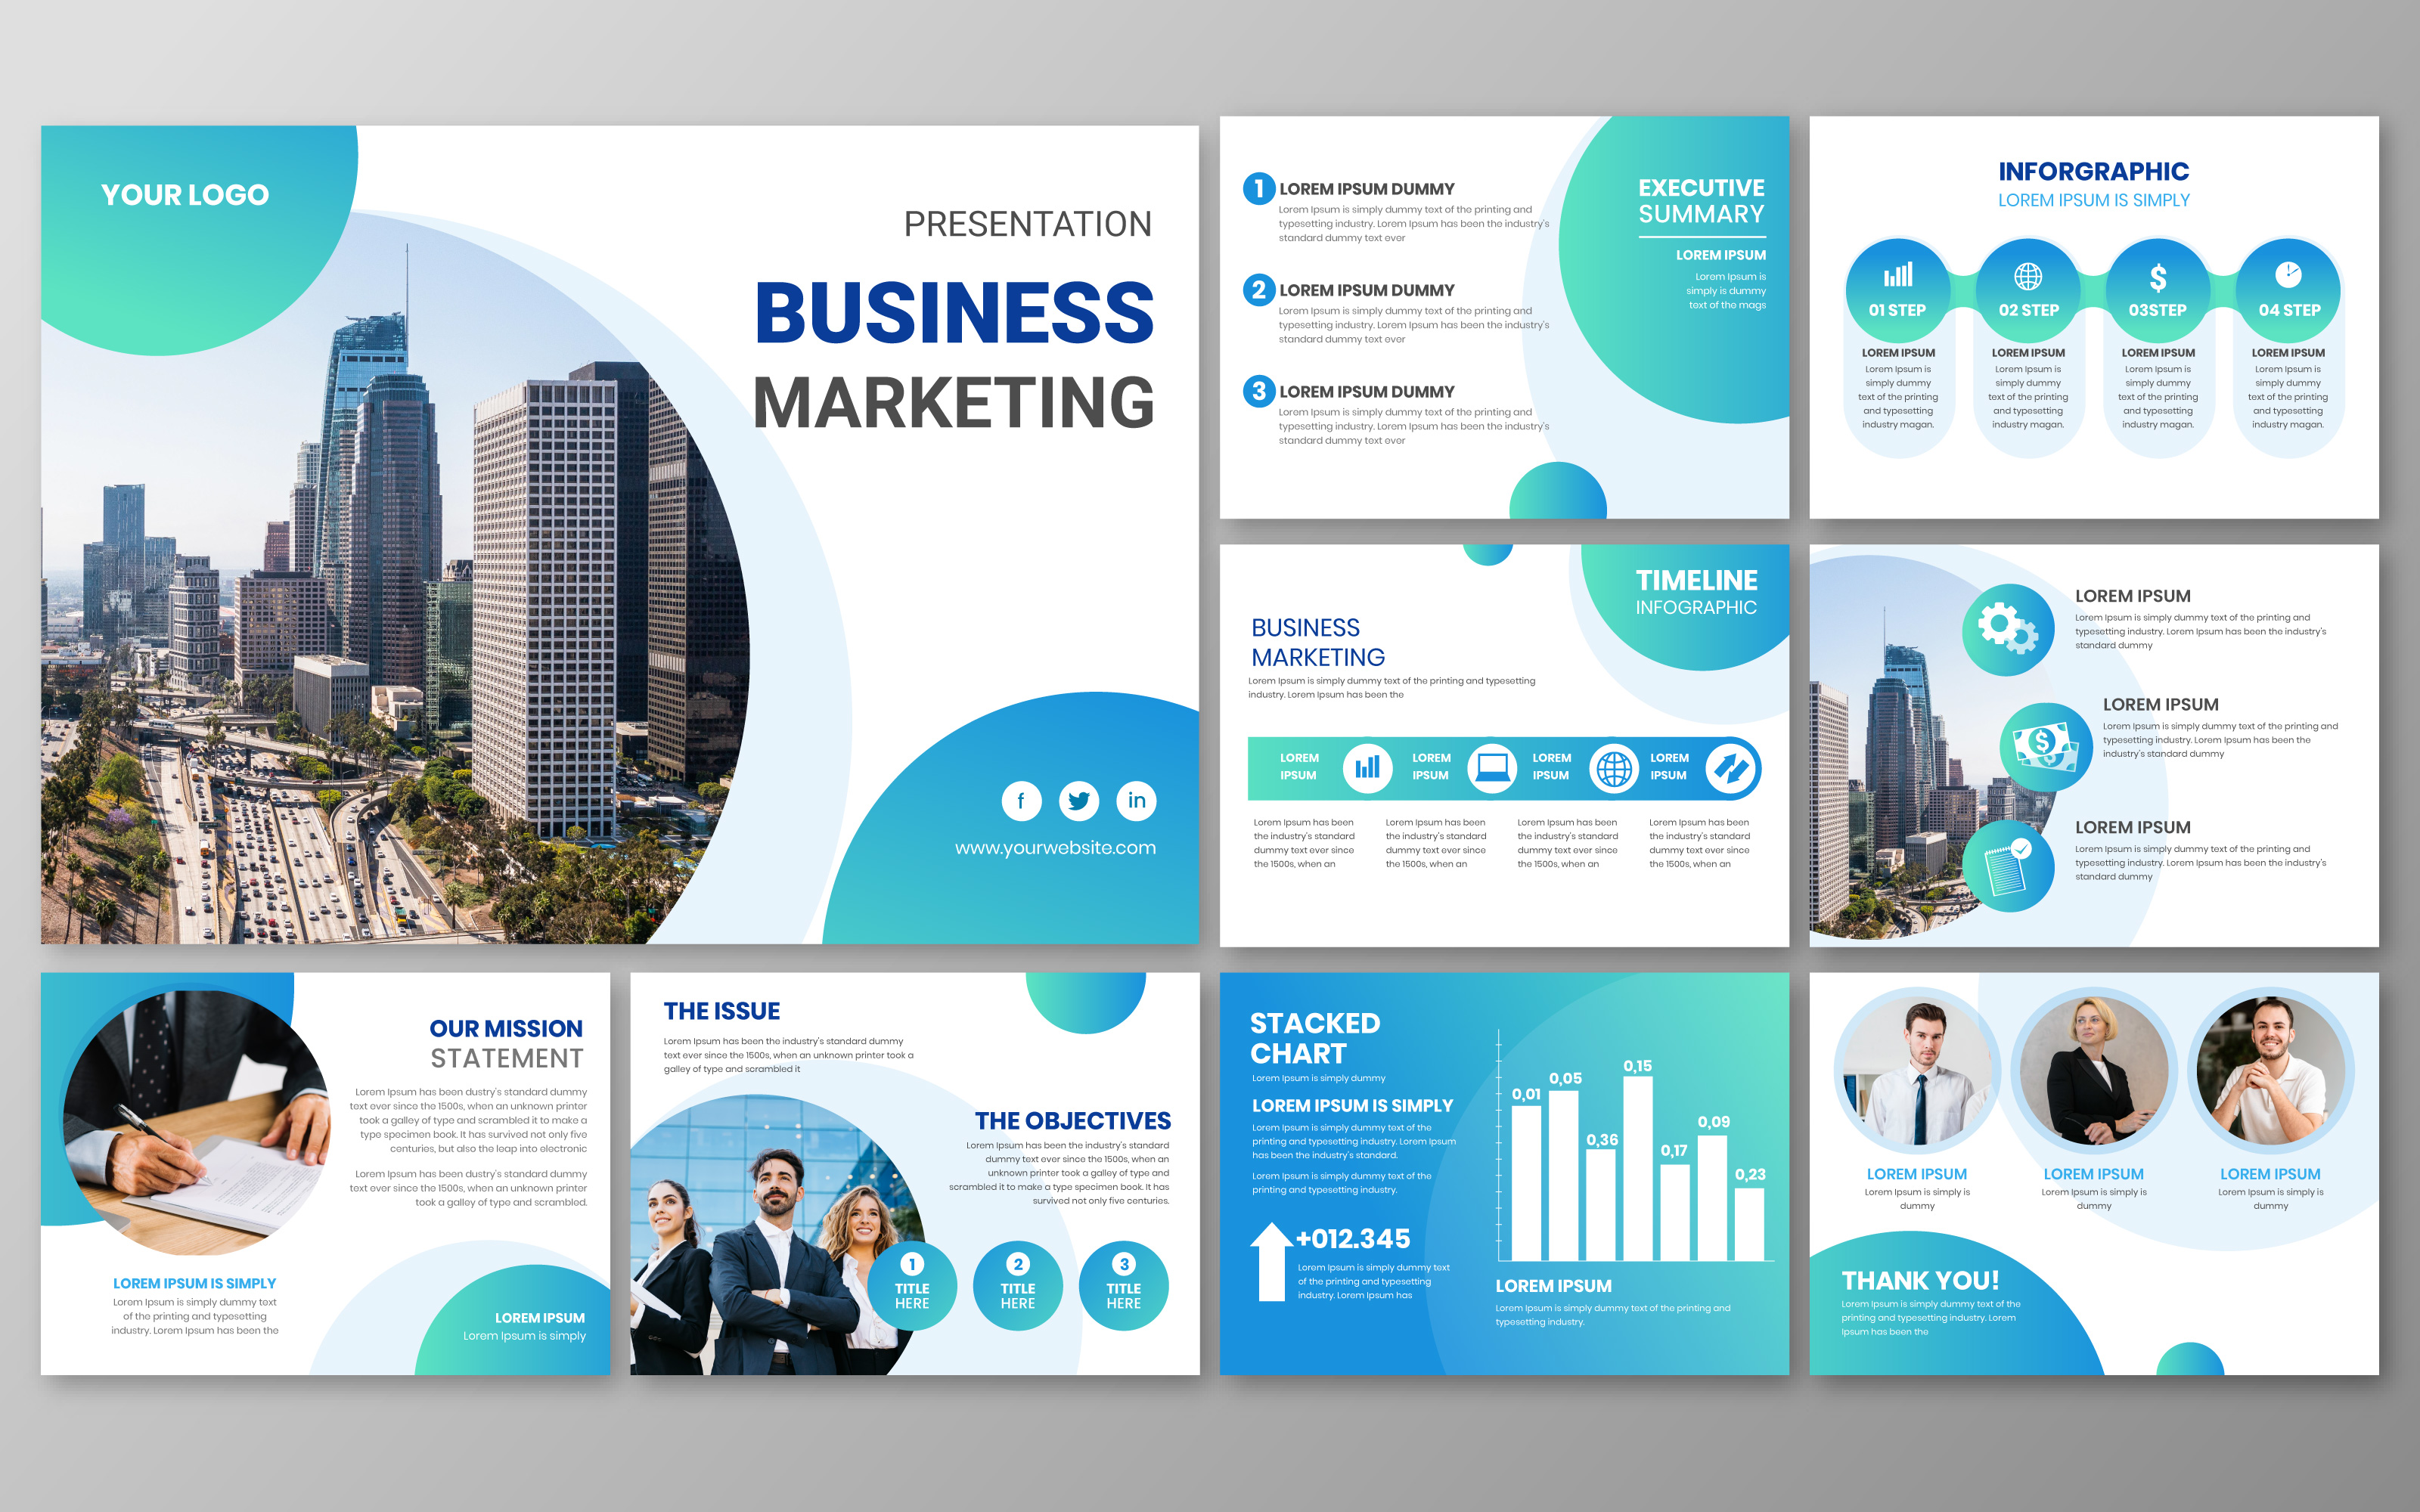 YOUR LOGO
PRESENTATION
BUSINESS
MARKETING
f
in
www.yourwebsite.com
1 LOREM IPSUM DUMMY
Lorem Ipsum is simply dummy text of the printing and
typesetting industry. Lorem Ipsum has been the industry's
standard dummy text ever
2 LOREM IPSUM DUMMY
Lorem Ipsum is simply dummy text of the printing and
typesetting industry. Lorem Ipsum has been the industry's
standard dummy text ever
3 LOREM IPSUM DUMMY
Lorem Ipsum is simply dummy text of the printing and
typesetting industry. Lorem Ipsum has been the industry's
standard dummy text ever
EXECUTIVE
SUMMARY
LOREM IPSUM
Lorem Ipsum is
simply is dummy
text of the mags
INFORGRAPHIC
LOREM IPSUM IS SIMPLY
01 STEP
LOREM IPSUM
Lorem Ipsum is
simply dummy
text of the printing
and typesetting
industry magan.
02 STEP
LOREM IPSUM
Lorem Ipsum is
simply dummy
text of the printing
and typesetting
industry magan.
$
03STEP
LOREM IPSUM
Lorem Ipsum is
simply dummy
text of the printing
and typesetting
industry magan.
04 STEP
LOREM IPSUM
Lorem Ipsum is
simply dummy
text of the printing
and typesetting
industry magan.
TIMELINE
INFOGRAPHIC
BUSINESS
MARKETING
Lorem Ipsum is simply dummy text of the printing and typesetting
industry. Lorem Ipsum has been the
LOREM
IPSUM
LOREM
IPSUM
LOREM
IPSUM
LOREM
IPSUM
Lorem Ipsum has been
the industry's standard
dummy text ever since
the 1500s, when an
Lorem Ipsum has been
the industry's standard
dummy text ever since
the 1500s, when an
Lorem Ipsum has been
the industry's standard
dummy text ever since
the 1500s, when an
Lorem Ipsum has been
the industry's standard
dummy text ever since
the 1500s, when an
LOREM IPSUM
Lorem Ipsum is simply dummy text of the printing and
typesetting industry. Lorem Ipsum has been the industry's
standard dummy
$
LOREM IPSUM
Lorem Ipsum is simply dummy text of the printing and
typesetting industry. Lorem Ipsum has been the
industry's standard dummy
LOREM IPSUM
Lorem Ipsum is simply dummy text of the printing and
typesetting industry. Lorem Ipsum has been the industry's
standard dummy
OUR MISSION
STATEMENT
Lorem Ipsum has been dustry's standard dummy
text ever since the 1500s, when an unknown printer
took a galley of type and scrambled it to make a
type specimen book. It has survived not only five
centuries, but also the leap into electronic
Lorem Ipsum has been dustry's standard dummy
text ever since the 1500s, when an unknown printer
took a galley of type and scrambled.
LOREM IPSUM IS SIMPLY
Lorem Ipsum is simply dummy text
of the printing and typesetting
industry. Lorem Ipsum has been the
LOREM IPSUM
Lorem Ipsum is simply
THE ISSUE
Lorem Ipsum has been the industry's standard dummy
text ever since the 1500s, when an unknown printer took a
galley of type and scrambled it
THE OBJECTIVES
Lorem Ipsum has been the industry's standard
dummy text ever since the 1500s, when an
unknown printer took a galley of type and
scrambled it to make a type specimen book. It has
survived not only five centuries.
1
TITLE
HERE
2
TITLE
HERE
3
TITLE
HERE
STACKED
CHART
Lorem Ipsum is simply dummy
LOREM IPSUM IS SIMPLY
Lorem Ipsum is simply dummy text of the
printing and typesetting industry. Lorem Ipsum
has been the industry's standard.
Lorem Ipsum is simply dummy text of the
printing and typesetting industry.
+012.345
Lorem Ipsum is simply dummy text
of the printing and typesetting
industry. Lorem Ipsum has
0,01
0,05
0,36
0,15
0,17
0,09
0,23
LOREM IPSUM
Lorem Ipsum is simply dummy text of the printing and
typesetting industry.
LOREM IPSUM
Lorem Ipsum is simply is
dummy
LOREM IPSUM
Lorem Ipsum is simply is
dummy
LOREM IPSUM
Lorem Ipsum is simply is
dummy
THANK YOU!
Lorem Ipsum is simply dummy text of the
printing and typesetting industry. Lorem
Ipsum has been the